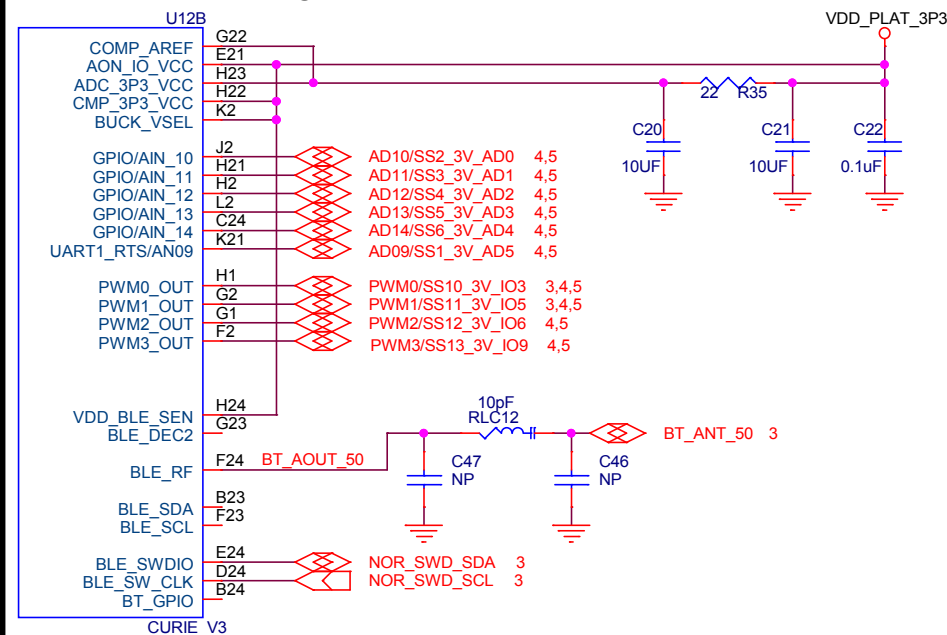 U12B
VDD_PLAT_3P3
COMP_AREF G22
AON_IO_VCC E21
ADC_3P3_VCC H23
CMP_3P3_VCC H22
BUCK_VSEL K2
22 R35
C20 10UF
C21 10UF
C22 0.1uF
GPIO/AIN_10 J2 AD10/SS2_3V_AD0 4,5
GPIO/AIN_11 H21 AD11/SS3_3V_AD1 4,5
GPIO/AIN_12 H2 AD12/SS4_3V_AD2 4,5
GPIO/AIN_13 L2 AD13/SS5_3V_AD3 4,5
GPIO/AIN_14 C24 AD14/SS6_3V_AD4 4,5
UART1_RTS/AN09 K21 AD09/SS1_3V_AD5 4,5
PWM0_OUT H1 PWM0/SS10_3V_IO3 3,4,5
PWM1_OUT G2 PWM1/SS11_3V_IO5 3,4,5
PWM2_OUT G1 PWM2/SS12_3V_IO6 4,5
PWM3_OUT F2 PWM3/SS13_3V_IO9 4,5
VDD_BLE_SEN H24
BLE_DEC2 G23
10pF
RLC12
BT_ANT_50 3
BLE_RF F24 BT_AOUT_50
C47 NP
C46 NP
BLE_SDA B23
BLE_SCL F23
BLE_SWDIO E24 NOR_SWD_SDA 3
BLE_SW_CLK D24 NOR_SWD_SCL 3
BT_GPIO B24
CURIE V3